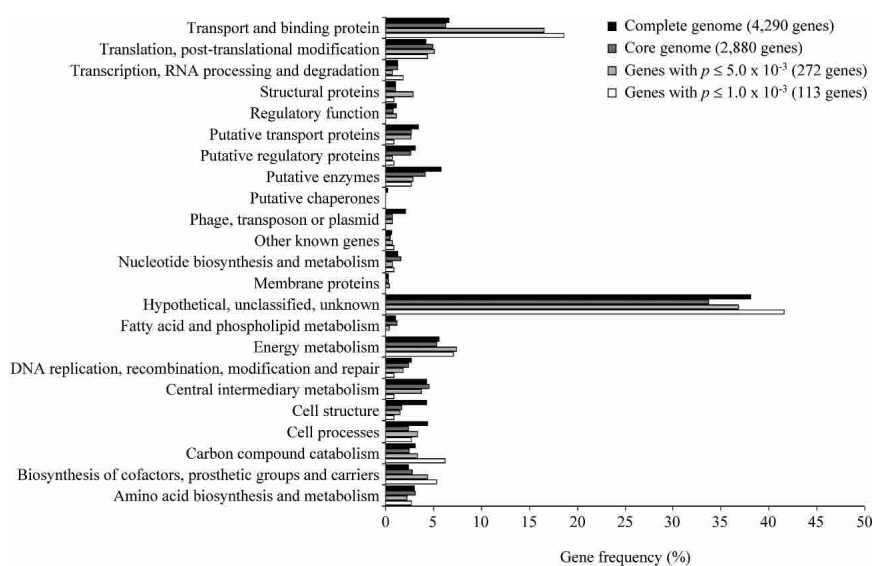 Transport and binding protein
Translation, post-translational modification
Transcription, RNA processing and degradation
Structural proteins
Regulatory function
Putative transport proteins
Putative regulatory proteins
Putative enzymes
Putative chaperones
Phage, transposon or plasmid
Other known genes
Nucleotide biosynthesis and metabolism
Membrane proteins
Hypothetical, unclassified, unknown
Fatty acid and phospholipid metabolism
Energy metabolism
DNA replication, recombination, modification and repair
Central intermediary metabolism
Cell structure
Cell processes
Carbon compound catabolism
Biosynthesis of cofactors, prosthetic groups and carriers
Amino acid biosynthesis and metabolism
Complete genome (4,290 genes)
Core genome (2,880 genes)
Genes with p ≤ 5.0 x 10⁻³ (272 genes)
Genes with p ≤ 1.0 x 10⁻³ (113 genes)
0 5 10 15 20 25 30 35 40 45 50
Gene frequency (%)